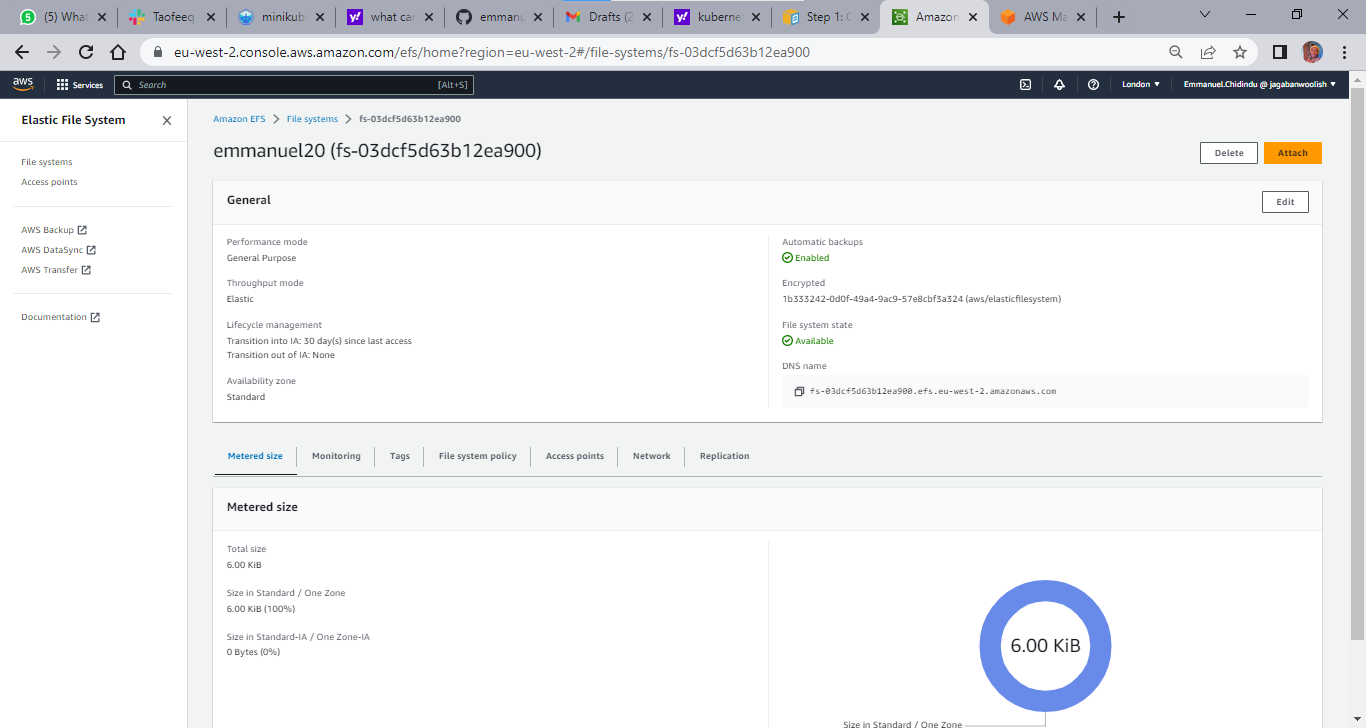 (5) What
Taofeeq
minikub
what car
emmanu
Drafts (2
kuberne
Step 1: C
Amazon
AWS Ma
eu-west-2.console.aws.amazon.com/efs/home?region=eu-west-2#/file-systems/fs-03dcf5d63b12ea900
aws
Services
Search
[Alt+S]
London
Emmanuel.Chidindu @ jagabanwoolish
Elastic File System
File systems
Access points
AWS Backup
AWS DataSync
AWS Transfer
Documentation
Amazon EFS
File systems
fs-03dcf5d63b12ea900
emmanuel20 (fs-03dcf5d63b12ea900)
Delete
Attach
General
Edit
Performance mode
General Purpose
Throughput mode
Elastic
Lifecycle management
Transition into IA: 30 day(s) since last access
Transition out of IA: None
Availability zone
Standard
Automatic backups
Enabled
Encrypted
1b333242-0d0f-49a4-9ac9-57e8cbf3a324 (aws/elasticfilesystem)
File system state
Available
DNS name
fs-03dcf5d63b12ea900.efs.eu-west-2.amazonaws.com
Metered size
Monitoring
Tags
File system policy
Access points
Network
Replication
Metered size
Total size
6.00 KiB
Size in Standard / One Zone
6.00 KiB (100%)
Size in Standard-IA / One Zone-IA
0 Bytes (0%)
6.00 KiB
Size in Standard / One Zone